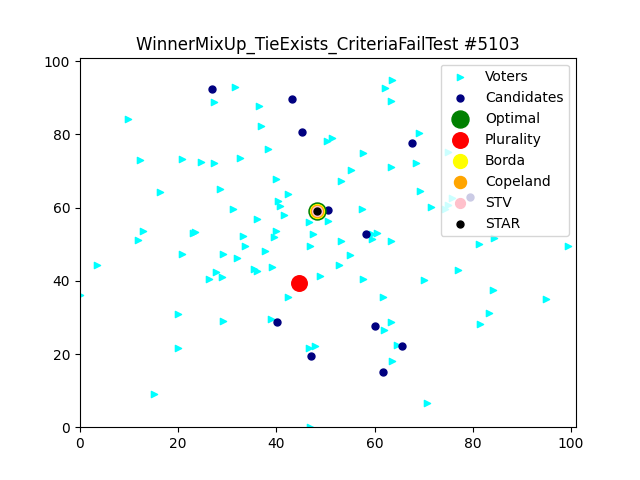 WinnerMixUp_TieExists_CriteriaFailTest #5103
100
80
60
40
20
0
0
20
40
60
80
100
Voters
Candidates
Optimal
Plurality
Borda
Copeland
STV
STAR